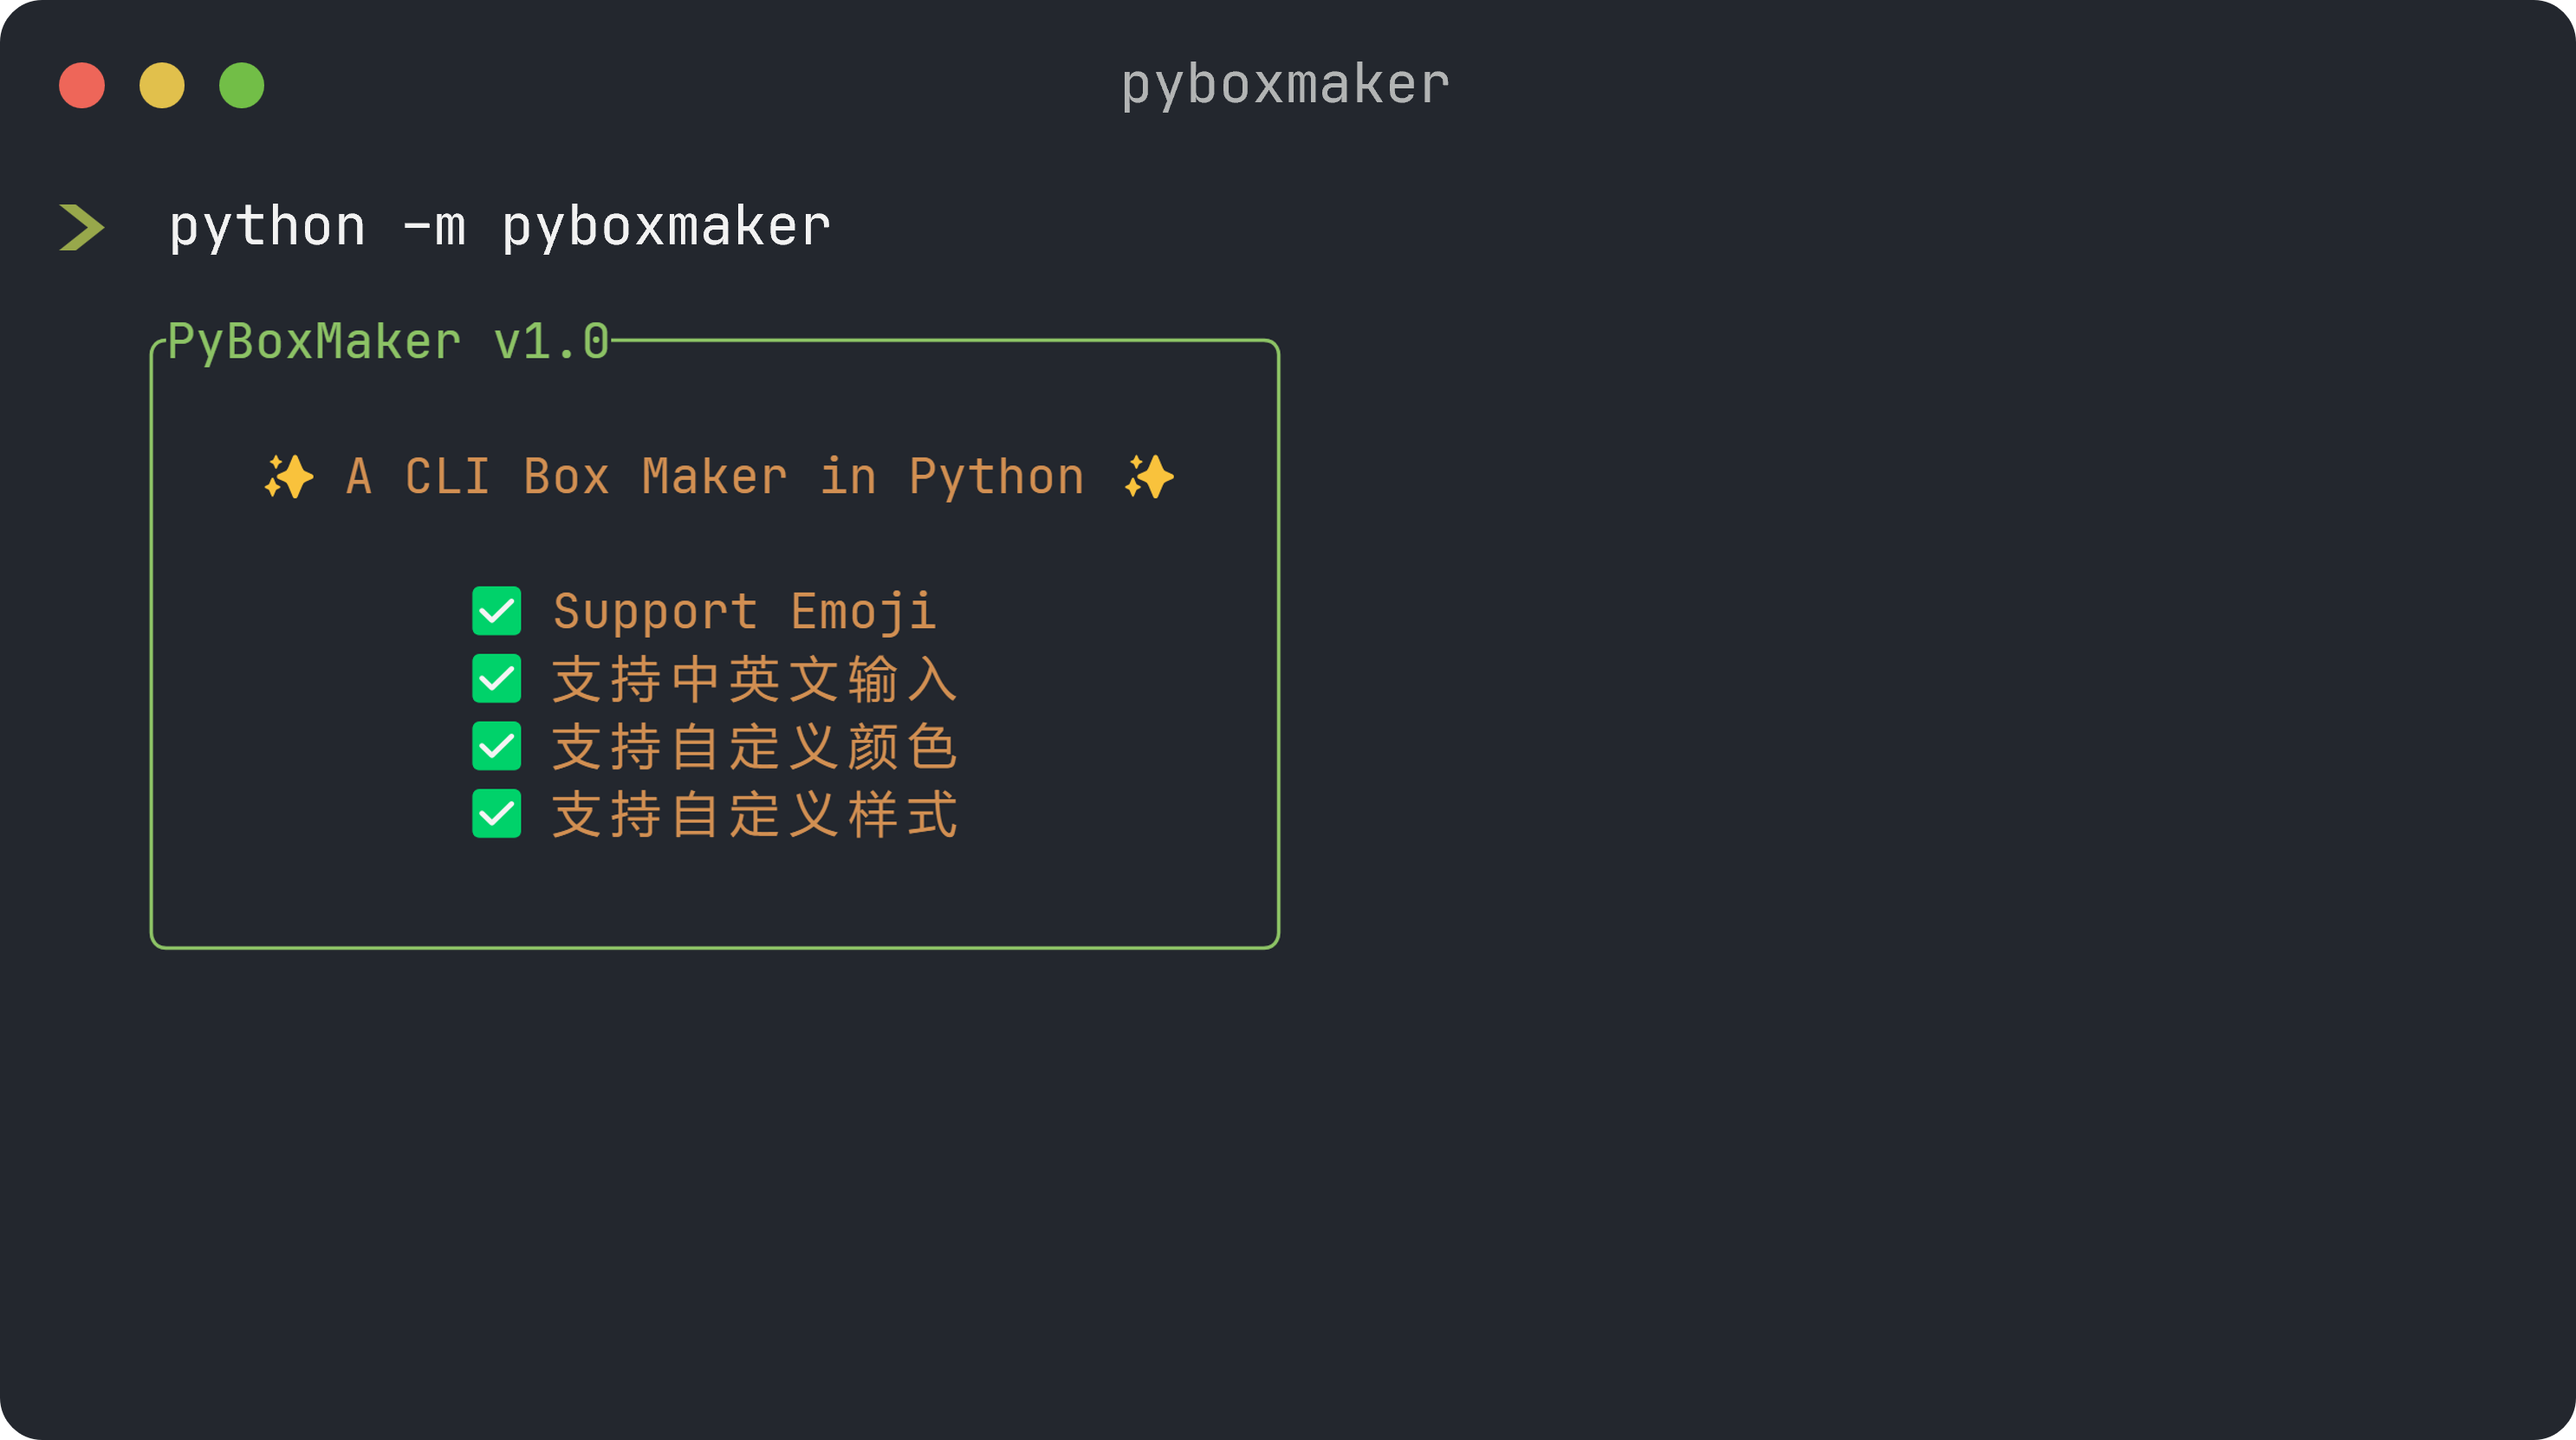 pyboxmaker
python -m pyboxmaker
PyBoxMaker v1.0
✨ A CLI Box Maker in Python ✨
✅ Support Emoji
✅ 支持中英文输入
✅ 支持自定义颜色
✅ 支持自定义样式